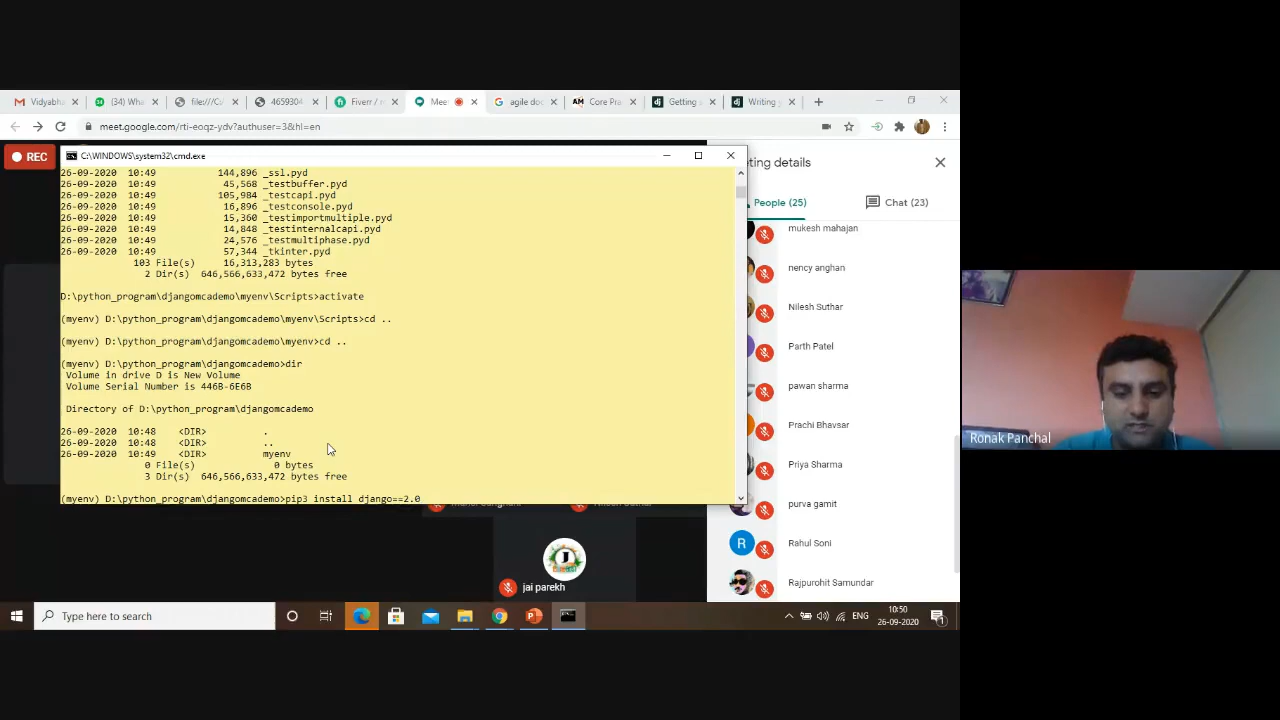 Vidyabha
(34) Wha
file:///C:/
4659304
Fiverr / r
Mee
agile doc
Core Pra
Getting s
Writing y
meet.google.com/rti-eoqz-ydv?authuser=3&hl=en
REC
C:\WINDOWS\system32\cmd.exe
26-09-2020 10:49 144,896 _ssl.pyd
26-09-2020 10:49 45,568 _testbuffer.pyd
26-09-2020 10:49 105,984 _testcapi.pyd
26-09-2020 10:49 16,896 _testconsole.pyd
26-09-2020 10:49 15,360 _testimportmultiple.pyd
26-09-2020 10:49 14,848 _testinternalcapi.pyd
26-09-2020 10:49 24,576 _testmultiphase.pyd
26-09-2020 10:49 57,344 _tkinter.pyd
103 File(s) 16,313,283 bytes
2 Dir(s) 646,566,633,472 bytes free
D:\python_program\djangomcademo\myenv\Scripts>activate
(myenv) D:\python_program\djangomcademo\myenv\Scripts>cd ..
(myenv) D:\python_program\djangomcademo\myenv>cd ..
(myenv) D:\python_program\djangomcademo>dir
Volume in drive D is New Volume
Volume Serial Number is 446B-6E6B
Directory of D:\python_program\djangomcademo
26-09-2020 10:48 <DIR> .
26-09-2020 10:48 <DIR> ..
26-09-2020 10:49 <DIR> myenv
0 File(s) 0 bytes
3 Dir(s) 646,566,633,472 bytes free
(myenv) D:\python_program\djangomcademo>pip3 install django==2.0
eting details
People (25)
Chat (23)
mukesh mahajan
nency anghan
Nilesh Suthar
Parth Patel
pawan sharma
Prachi Bhavsar
Priya Sharma
purva gamit
R
Rahul Soni
Rajpurohit Samundar
J
jai parekh
Ronak Panchal
Type here to search
ENG
10:50
26-09-2020
1